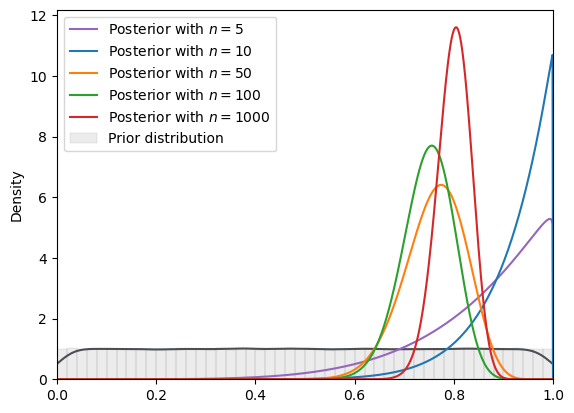 12
10
8
6
4
2
0
Density
Posterior with n = 5
Posterior with n = 10
Posterior with n = 50
Posterior with n = 100
Posterior with n = 1000
Prior distribution
0.0 0.2 0.4 0.6 0.8 1.0